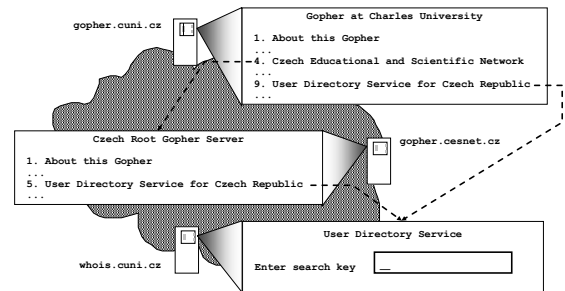 gopher.cuni.cz
Gopher at Charles University
1. About this Gopher
...
4. Czech Educational and Scientific Network
...
9. User Directory Service for Czech Republic
...
Czech Root Gopher Server
1. About this Gopher
...
5. User Directory Service for Czech Republic
...
gopher.cesnet.cz
whois.cuni.cz
User Directory Service
Enter search key